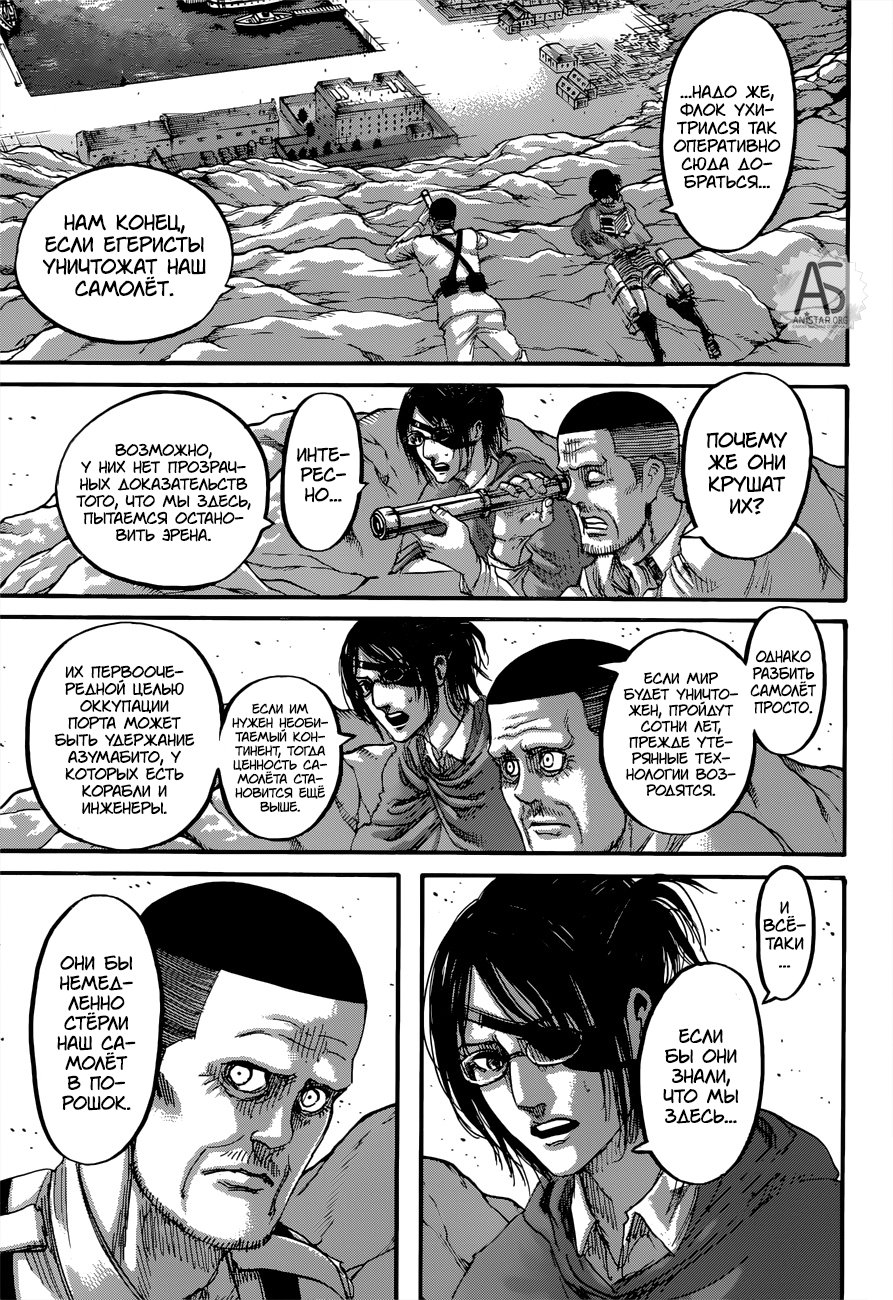 ...НАДО ЖЕ,
ФЛОК УХИ-
ТРИЛСЯ ТАК
ОПЕРАТИВНО
СЮДА ДО-
БРАТЬСЯ...
НАМ КОНЕЦ,
ЕСЛИ ЕГЕРИСТЫ
УНИЧТОЖАТ НАШ
САМОЛЁТ.
AS
ANISTAR.ORG
ПОЧЕМУ
ЖЕ ОНИ
КРУШАТ
ИХ?
ИНТЕ-
РЕС-
НО...
ВОЗМОЖНО,
У НИХ НЕТ ПРОЗРАЧ-
НЫХ ДОКАЗАТЕЛЬСТВ
ТОГО, ЧТО МЫ ЗДЕСЬ,
ПЫТАЕМСЯ ОСТАНО-
ВИТЬ ЭРЕНА.
ОДНАКО
РАЗБИТЬ
САМОЛЁТ
ПРОСТО.
ЕСЛИ МИР
БУДЕТ УНИЧТО-
ЖЕН, ПРОЙДУТ
СОТНИ ЛЕТ,
ПРЕЖДЕ УТЕ-
РЯННЫЕ ТЕХ-
НОЛОГИИ ВОЗ-
РОДЯТСЯ.
ЕСЛИ ИМ
НУЖЕН НЕОБИ-
ТАЕМЫЙ КОН-
ТИНЕНТ, ТОГДА
ЦЕННОСТЬ СА-
МОЛЁТА СТА-
НОВИТСЯ ЕЩЁ
ВЫШЕ.
ИХ ПЕРВООЧЕ-
РЕДНОЙ ЦЕЛЬЮ
ОККУПАЦИИ
ПОРТА МОЖЕТ
БЫТЬ УДЕРЖАНИЕ
АЗУМАБИТО, У
КОТОРЫХ ЕСТЬ
КОРАБЛИ И
ИНЖЕНЕРЫ.
И
ВСЁ-
ТАКИ
...
ЕСЛИ
БЫ ОНИ
ЗНАЛИ,
ЧТО МЫ
ЗДЕСЬ...
ОНИ БЫ
НЕМЕД-
ЛЕННО
СТЁРЛИ
НАШ СА-
МОЛЁТ
В ПО-
РОШОК.